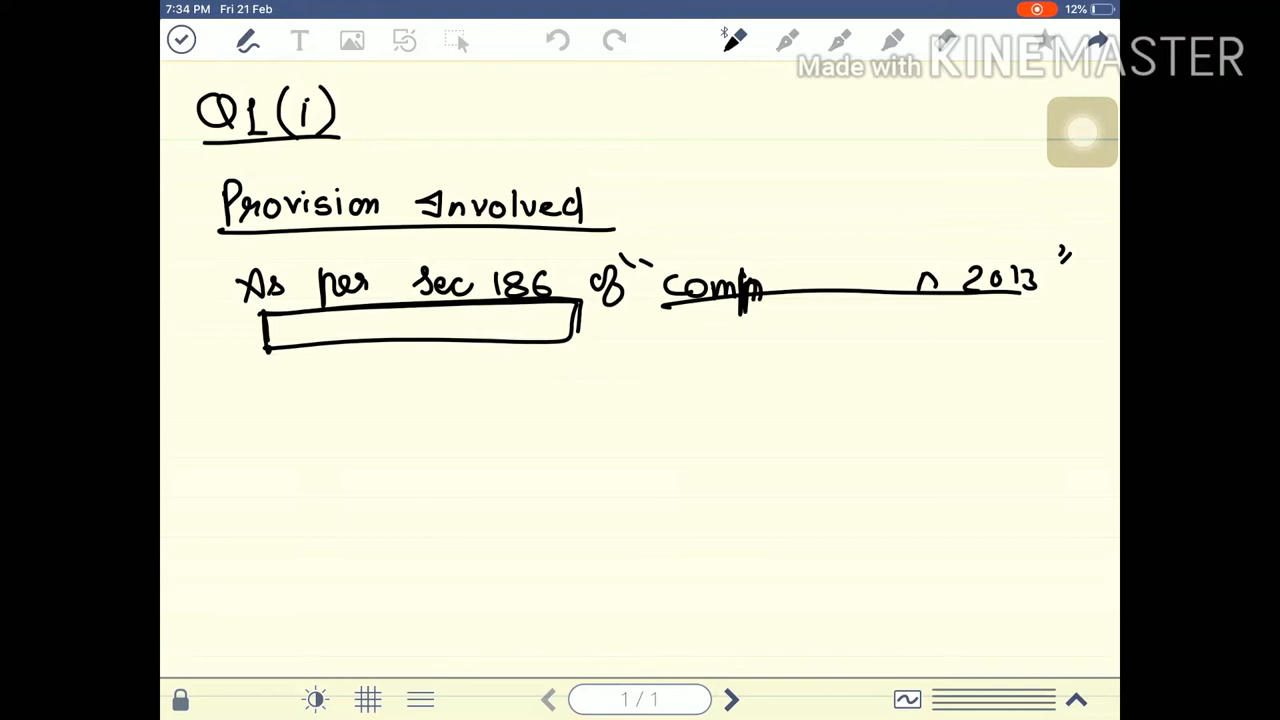 7:34 PM Fri 21 Feb 12%
Made with KINEMASTER
Q1(i)
Provision Involved
As per sec 186 of " comp 2013 "
1 / 1